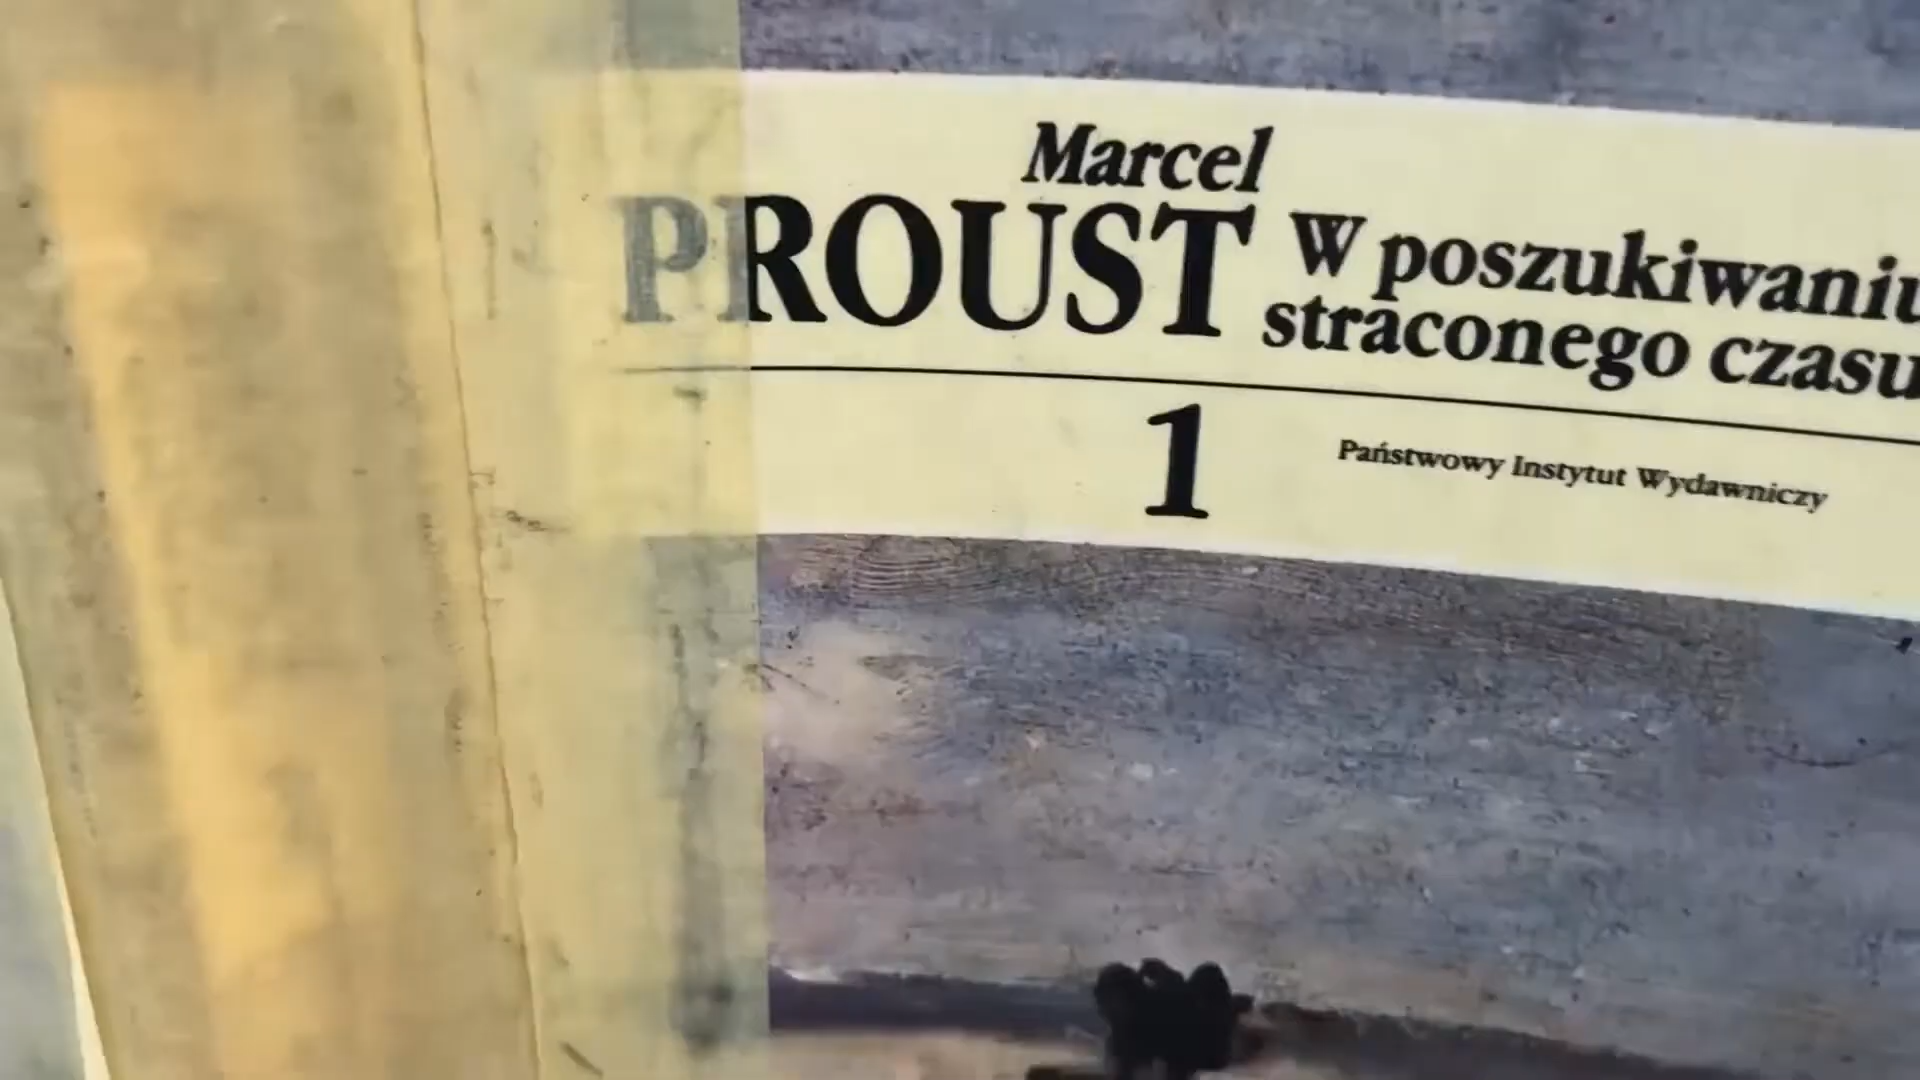 Marcel
PROUST
W poszukiwaniu
straconego czasu
1
Państwowy Instytut Wydawniczy